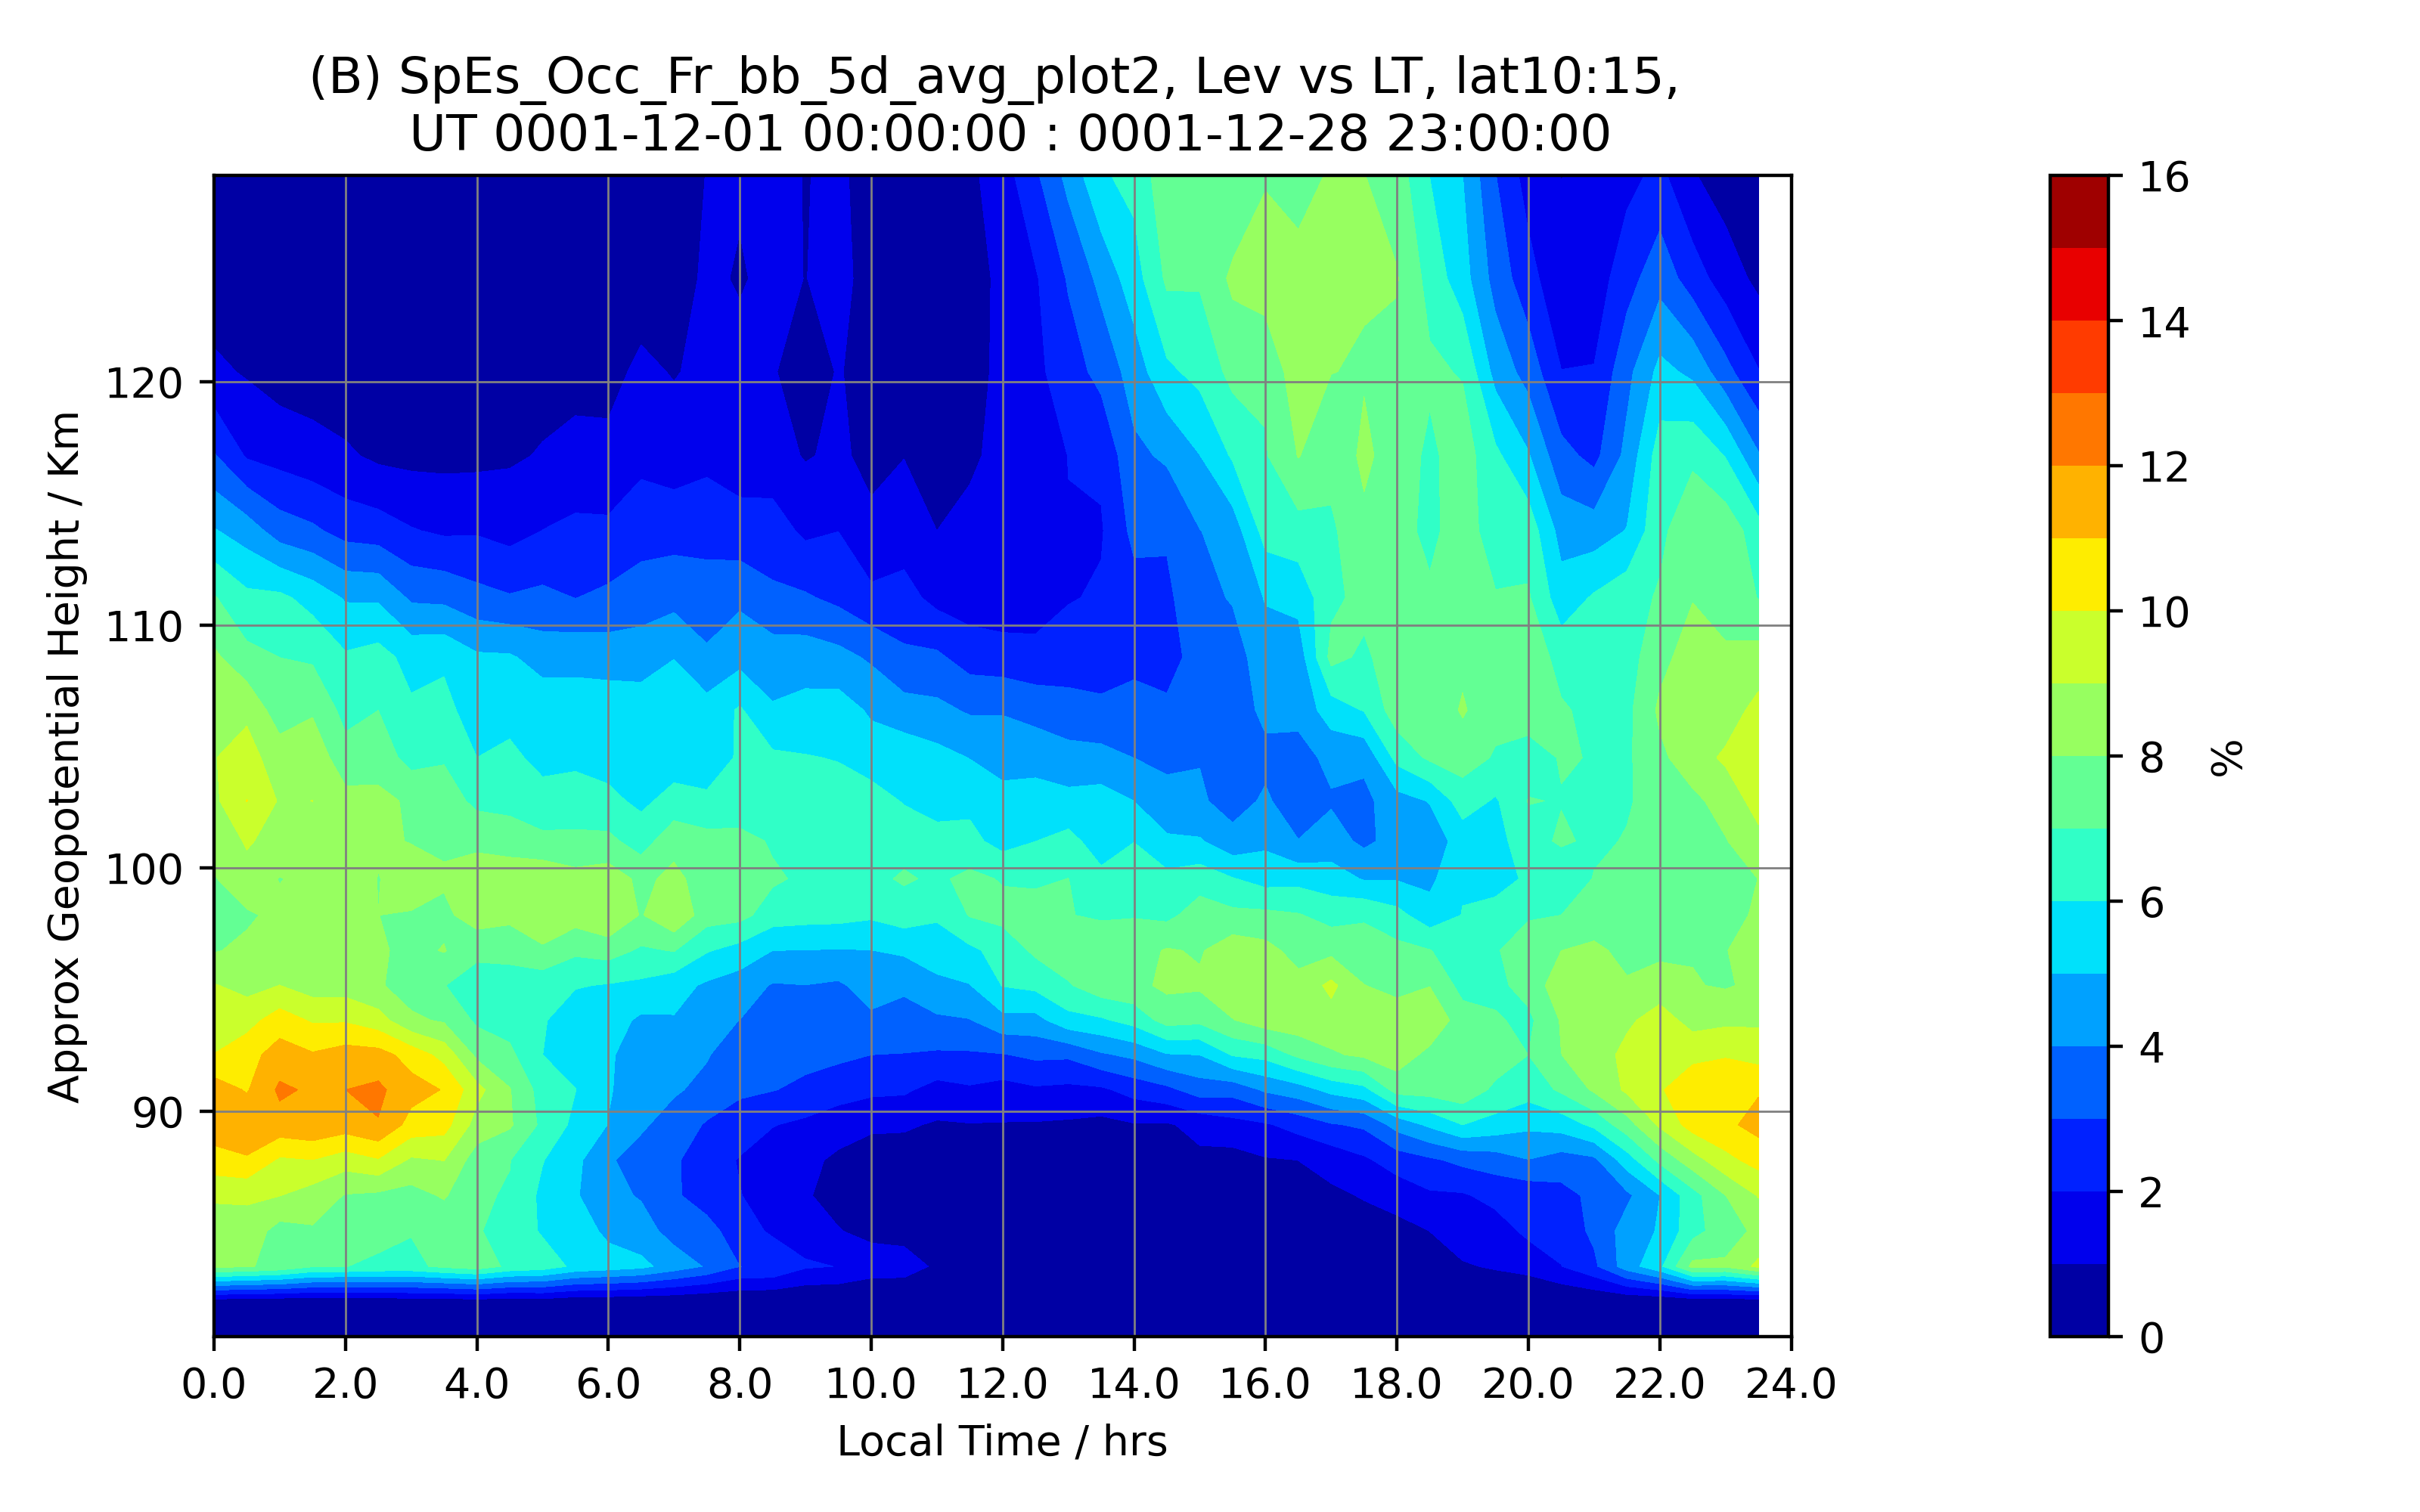 (B) SpEs_Occ_Fr_bb_5d_avg_plot2, Lev vs LT, lat10:15,
UT 0001-12-01 00:00:00 : 0001-12-28 23:00:00
Approx Geopotential Height / Km
120
110
100
90
0.0 2.0 4.0 6.0 8.0 10.0 12.0 14.0 16.0 18.0 20.0 22.0 24.0
Local Time / hrs
16
14
12
10
8
6
4
2
0
%